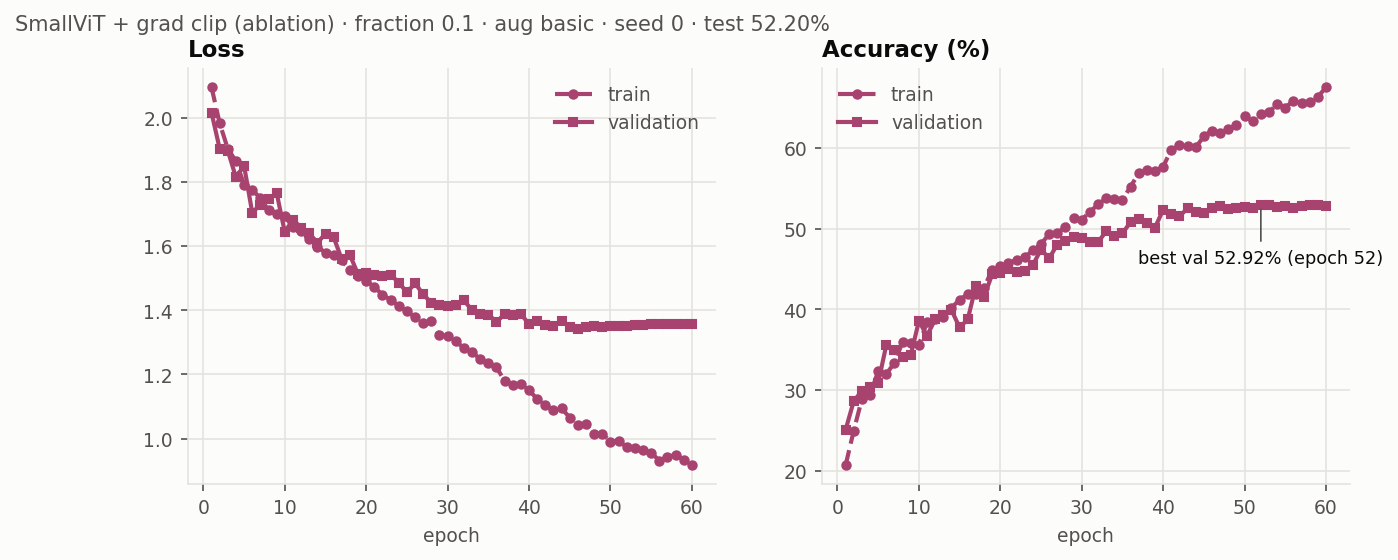 SmallViT + grad clip (ablation) · fraction 0.1 · aug basic · seed 0 · test 52.20%
Loss
train
validation
2.0
1.8
1.6
1.4
1.2
1.0
0 10 20 30 40 50 60
epoch
Accuracy (%)
train
validation
60
50
40
30
20
best val 52.92% (epoch 52)
0 10 20 30 40 50 60
epoch